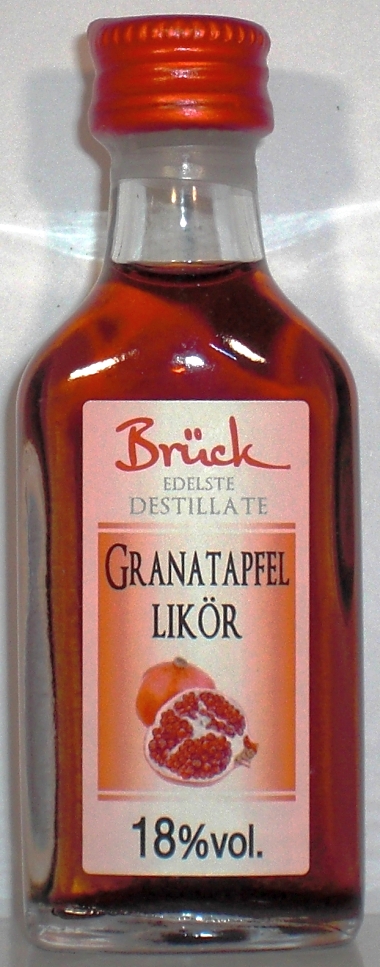 Brück
EDELSTE
DESTILLATE
GRANATAPFEL
LIKÖR
18%vol.